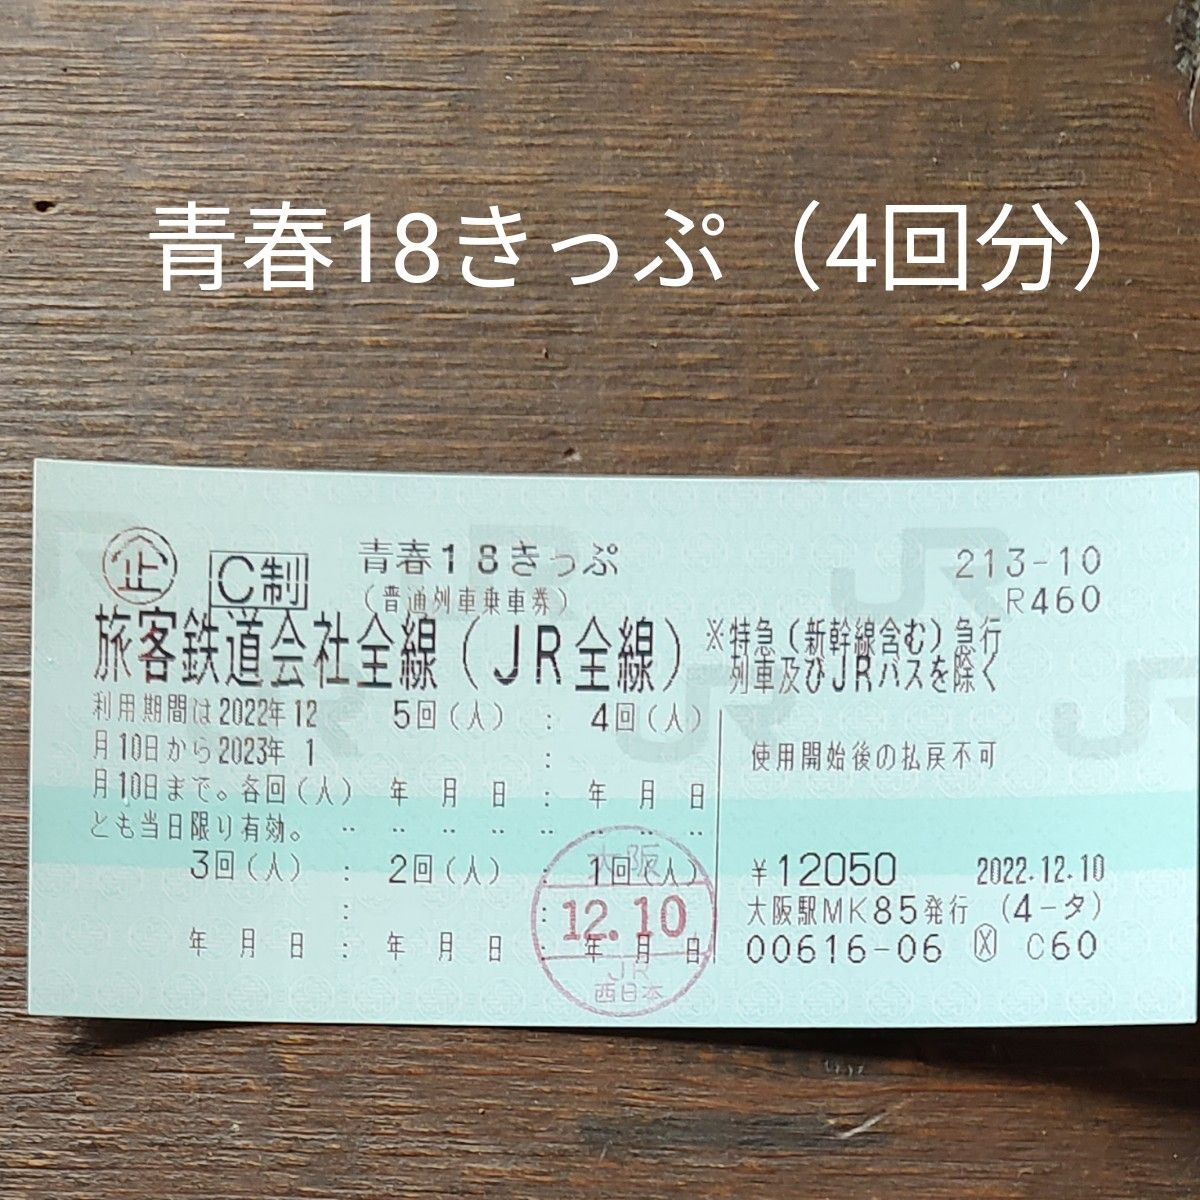 青春18きっぷ（4回分）
企 C制 青春18きっぷ 213-10
（普通列車乗車券） R460
旅客鉄道会社全線（JR全線）
※特急（新幹線含む）急行
列車及びJRバスを除く
利用期間は2022年12 5回（人） : 4回（人）
月10日から2023年 1 :
月10日まで。各回（人） 年 月 日 : 年 月 日
とも当日限り有効。
使用開始後の払戻不可
3回（人） : 2回（人） : 1回（人）
年 月 日 : 年 月 日 : 年 月 日
大阪
12.10
JR
西日本
¥12050 2022.12.10
大阪駅MK85発行 （4-タ）
00616-06 X C60